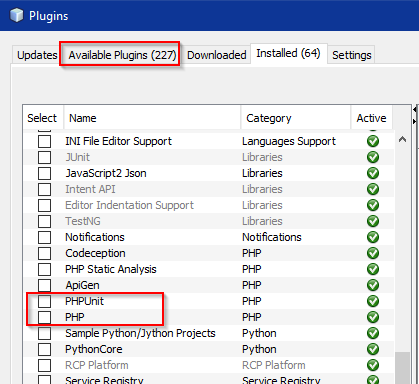 Plugins
Updates Available Plugins (227) Downloaded Installed (64) Settings
Select Name Category Active
INI File Editor Support Languages Support
JUnit Libraries
JavaScript2 Json Libraries
Intent API Libraries
Editor Indentation Support Libraries
TestNG Libraries
Notifications Notifications
Codeception PHP
PHP Static Analysis PHP
ApiGen PHP
PHPUnit PHP
PHP PHP
Sample Python/Jython Projects Python
PythonCore Python
RCP Platform RCP Platform
Service Registry Service Registry